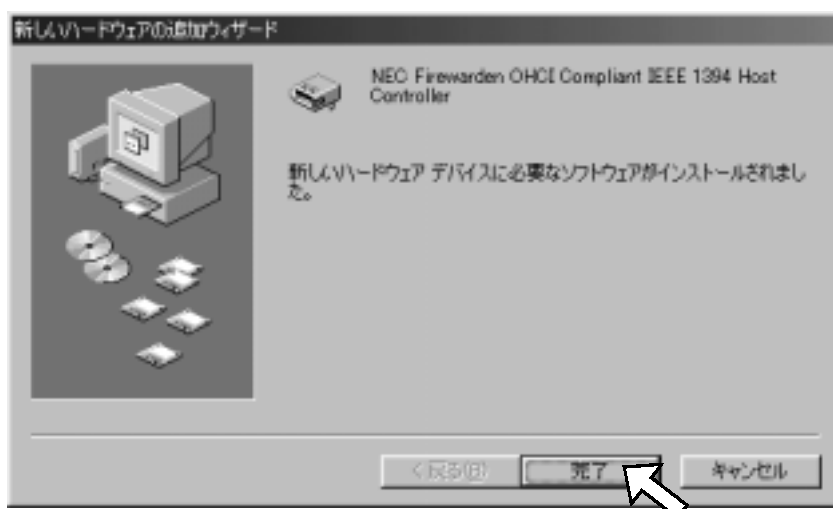 新しいハードウェアの追加ウィザード
NEC Firewarden OHCI Compliant IEEE 1394 Host
Controller
新しいハードウェア デバイスに必要なソフトウェアがインストールされまし
た。
< 戻る(B)
完了
キャンセル